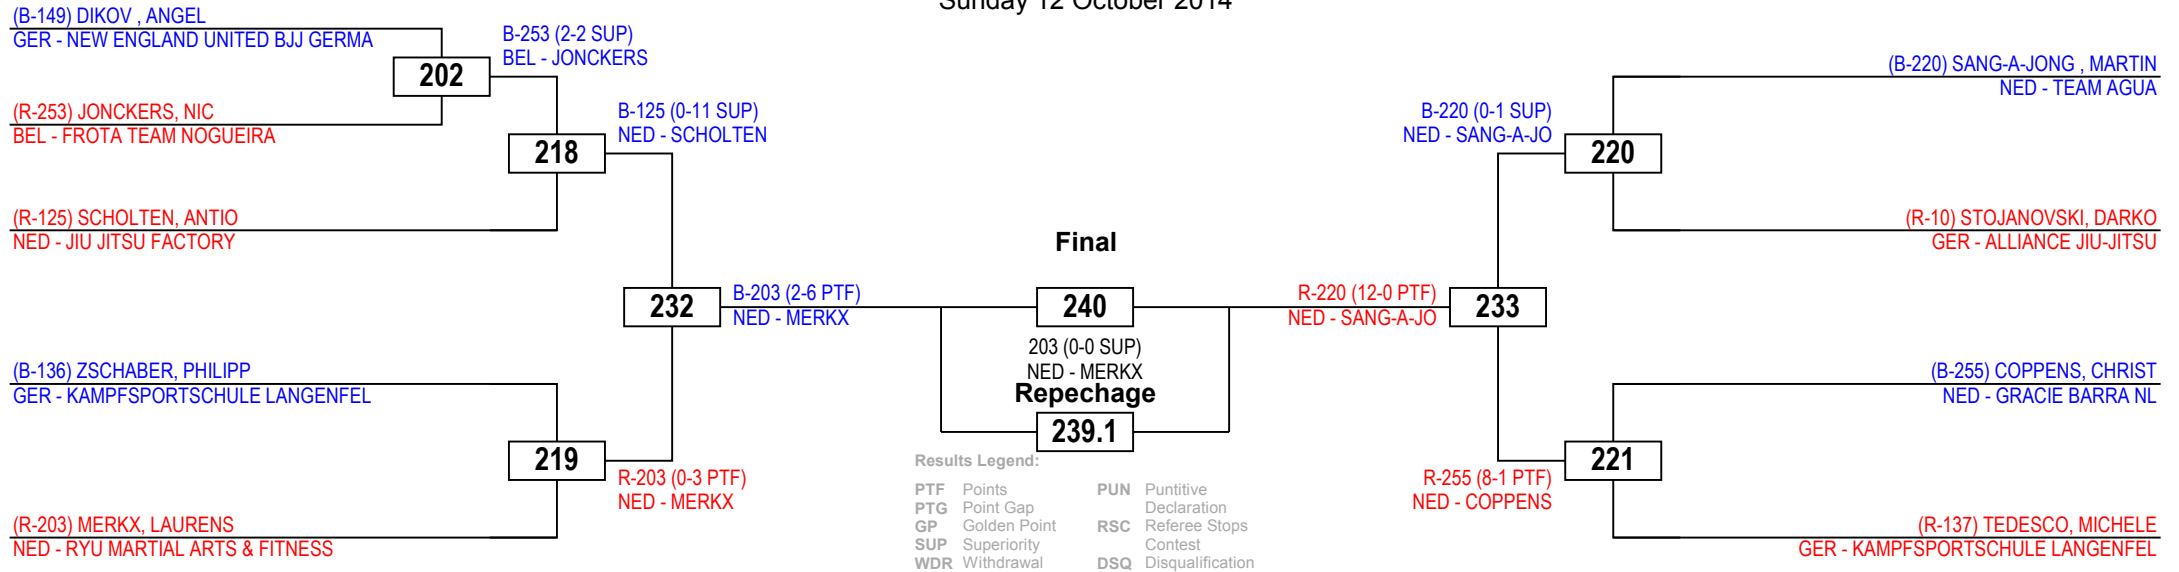 Sunday 12 October 2014
(B-149) DIKOV , ANGEL
GER - NEW ENGLAND UNITED BJJ GERMA
202
(R-253) JONCKERS, NIC
BEL - FROTA TEAM NOGUEIRA
B-253 (2-2 SUP)
BEL - JONCKERS
218
(R-125) SCHOLTEN, ANTIO
NED - JIU JITSU FACTORY
B-125 (0-11 SUP)
NED - SCHOLTEN
232
(B-136) ZSCHABER, PHILIPP
GER - KAMPFSPORTSCHULE LANGENFEL
219
(R-203) MERKX, LAURENS
NED - RYU MARTIAL ARTS & FITNESS
R-203 (0-3 PTF)
NED - MERKX
B-203 (2-6 PTF)
NED - MERKX
Final
240
203 (0-0 SUP)
NED - MERKX
Repechage
239.1
R-220 (12-0 PTF)
NED - SANG-A-JO
233
B-220 (0-1 SUP)
NED - SANG-A-JO
220
(B-220) SANG-A-JONG , MARTIN
NED - TEAM AGUA
(R-10) STOJANOVSKI, DARKO
GER - ALLIANCE JIU-JITSU
(B-255) COPPENS, CHRIST
NED - GRACIE BARRA NL
221
R-255 (8-1 PTF)
NED - COPPENS
(R-137) TEDESCO, MICHELE
GER - KAMPFSPORTSCHULE LANGENFEL
Results Legend:
PTF Points
PTG Point Gap
GP Golden Point
SUP Superiority
WDR Withdrawal
PUN Puntitive
Declaration
RSC Referee Stops
Contest
DSQ Disqualification